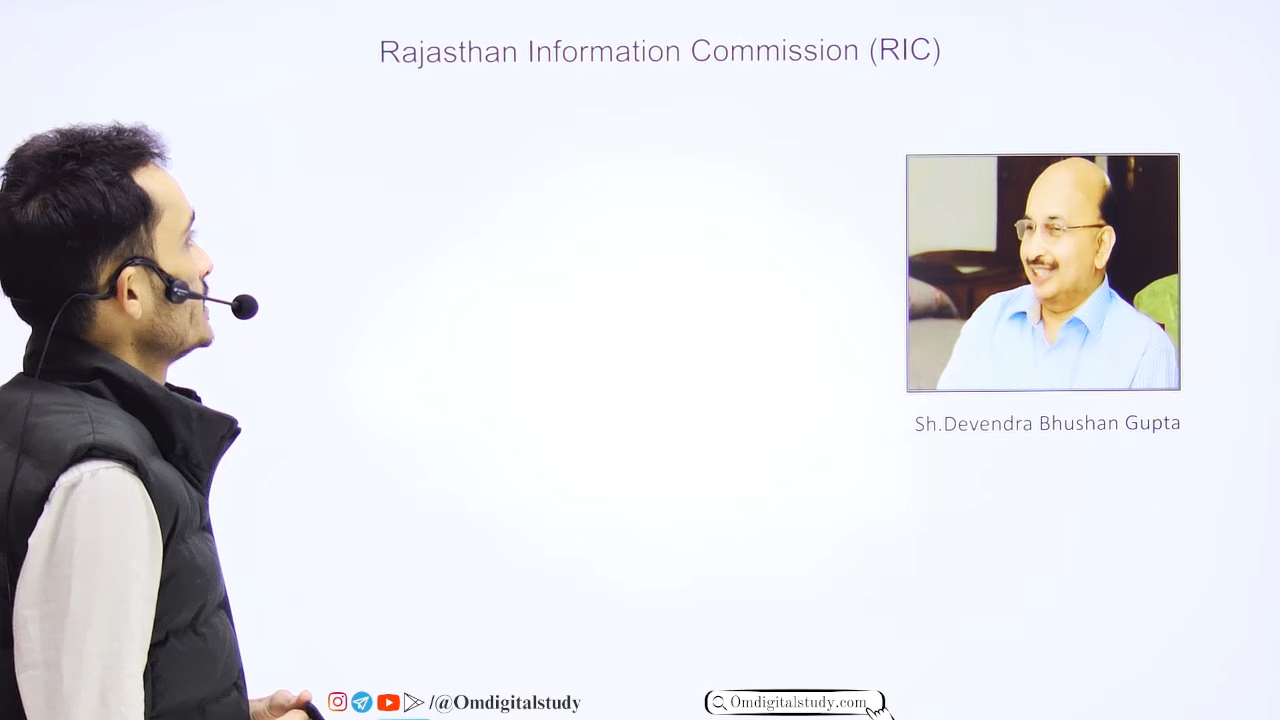 Rajasthan Information Commission (RIC)
Sh.Devendra Bhushan Gupta
/@Omdigitalstudy
Omdigitalstudy.com